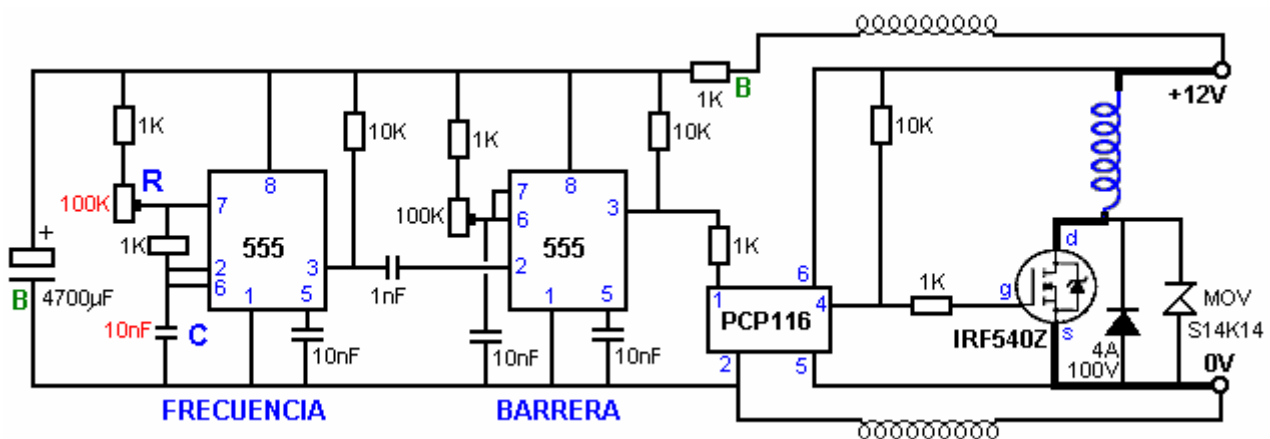 1K
B
+12V
1K
10K
1K
10K
10K
R
100K
7
8
1K
555
2
6
3
1
5
+
B
4700µF
10nF
C
10nF
1nF
100K
7
6
8
3
555
2
1
5
10nF
10nF
1K
1
6
4
PCP116
2
5
1K
g
d
s
IRF540Z
4A
100V
MOV
S14K14
0V
FRECUENCIA
BARRERA